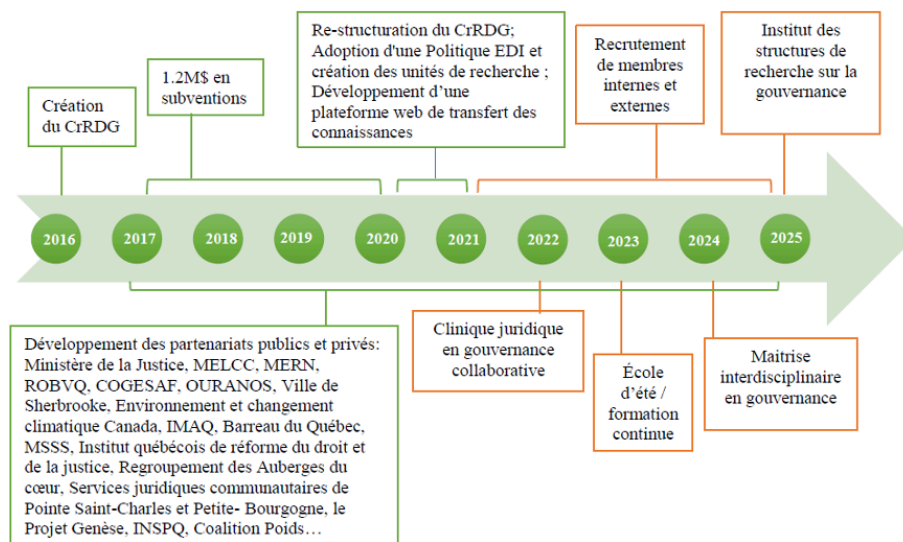 Création
du CrRDG
1.2M$ en
subventions
Re-structuration du CrRDG;
Adoption d'une Politique EDI et
création des unités de recherche ;
Développement d'une
plateforme web de transfert des
connaissances
Recrutement
de membres
internes et
externes
Institut des
structures de
recherche sur la
gouvernance
2016 2017 2018 2019 2020 2021 2022 2023 2024 2025
Développement des partenariats publics et privés:
Ministère de la Justice, MELCC, MERN,
ROBVQ, COGESAF, OURANOS, Ville de
Sherbrooke, Environnement et changement
climatique Canada, IMAQ, Barreau du Québec,
MSSS, Institut québécois de réforme du droit et
de la justice, Regroupement des Auberges du
cœur, Services juridiques communautaires de
Pointe Saint-Charles et Petite- Bourgogne, le
Projet Genèse, INSPQ, Coalition Poids…
Clinique juridique
en gouvernance
collaborative
École
d'été /
formation
continue
Maitrise
interdisciplinaire
en gouvernance